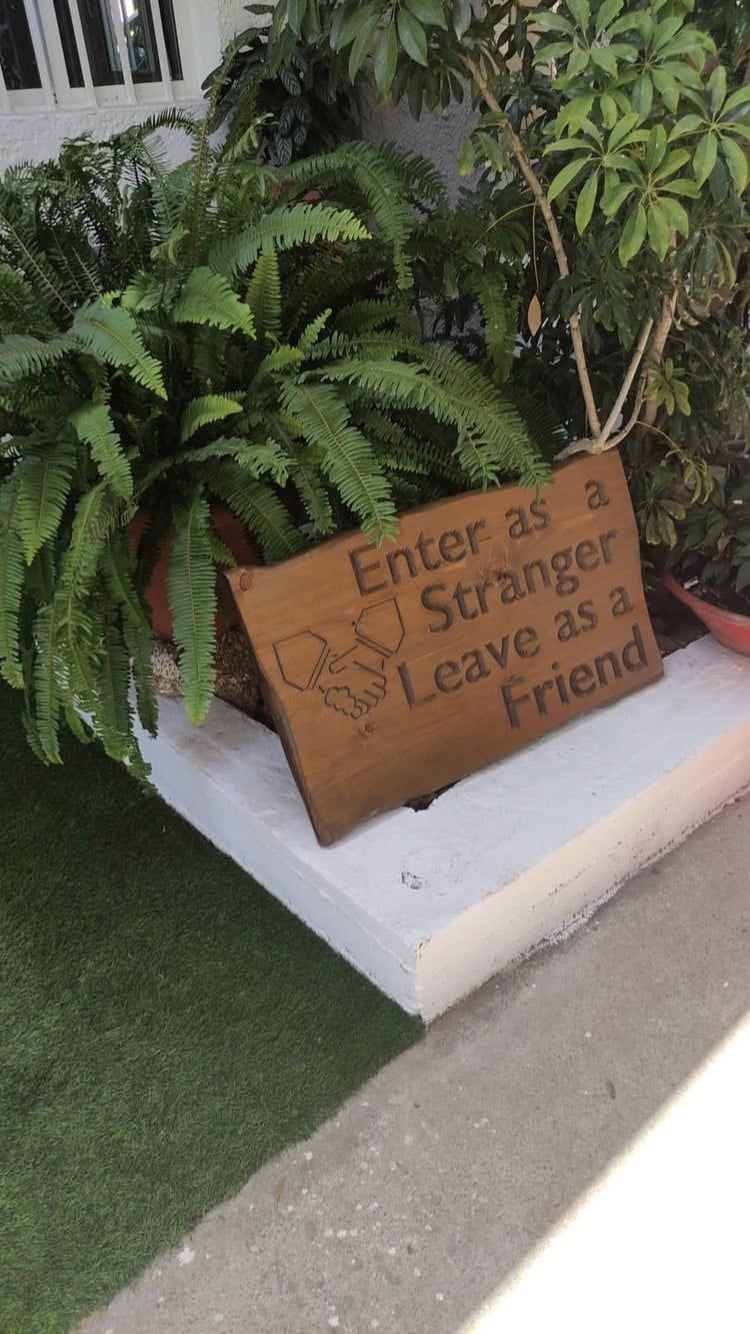 Enter as a
Stranger
Leave as a
Friend